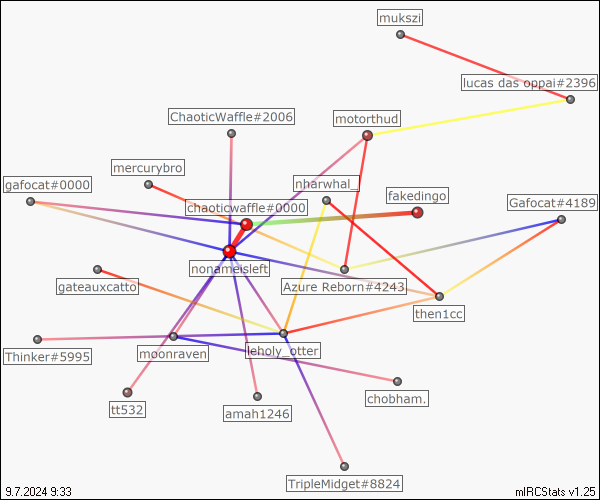 mukszi
lucas das oppai#2396
ChaoticWaffle#2006
motorthud
mercurybro
gafocat#0000
nharwhal_
fakedingo
Gafocat#4189
chaoticwaffle#0000
nonameisleft
gateauxcatto
Azure Reborn#4243
then1cc
Thinker#5995
moonraven
leholy_otter
tt532
amah1246
chobham.
TripleMidget#8824
9.7.2024 9:33
mIRCStats v1.25